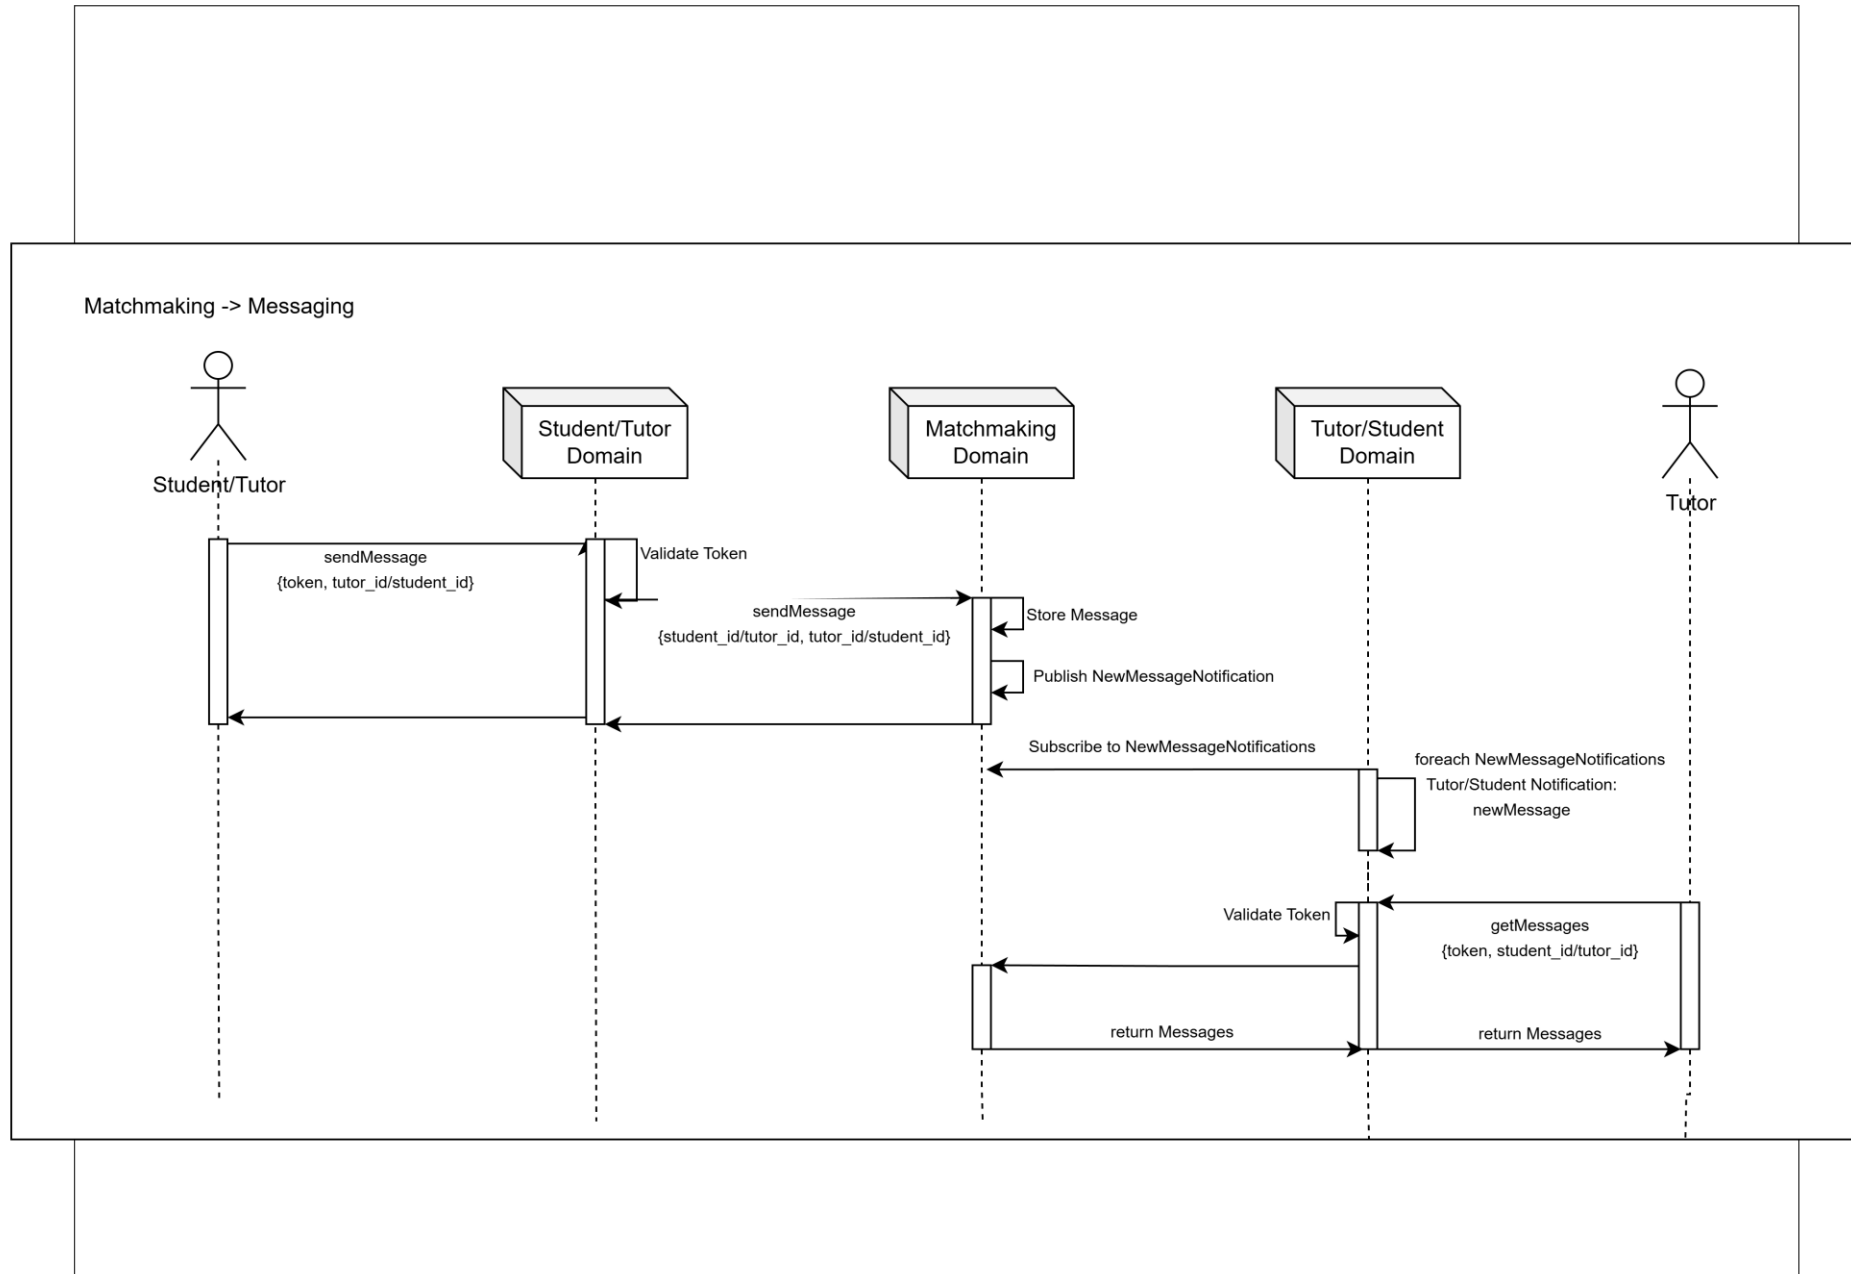 Matchmaking -> Messaging
Student/Tutor
Student/Tutor
Domain
Matchmaking
Domain
Tutor/Student
Domain
Tutor
sendMessage
{token, tutor_id/student_id}
Validate Token
sendMessage
{student_id/tutor_id, tutor_id/student_id}
Store Message
Publish NewMessageNotification
Subscribe to NewMessageNotifications
foreach NewMessageNotifications
Tutor/Student Notification:
newMessage
Validate Token
getMessages
{token, student_id/tutor_id}
return Messages
return Messages